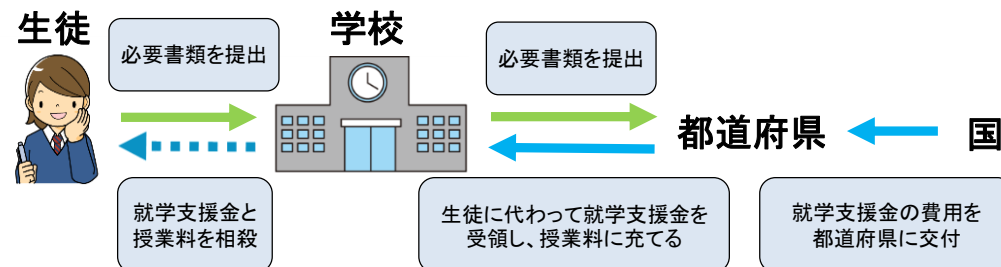 生徒
必要書類を提出
学校
必要書類を提出
都道府県
国
就学支援金と
授業料を相殺
生徒に代わって就学支援金を
受領し、授業料に充てる
就学支援金の費用を
都道府県に交付